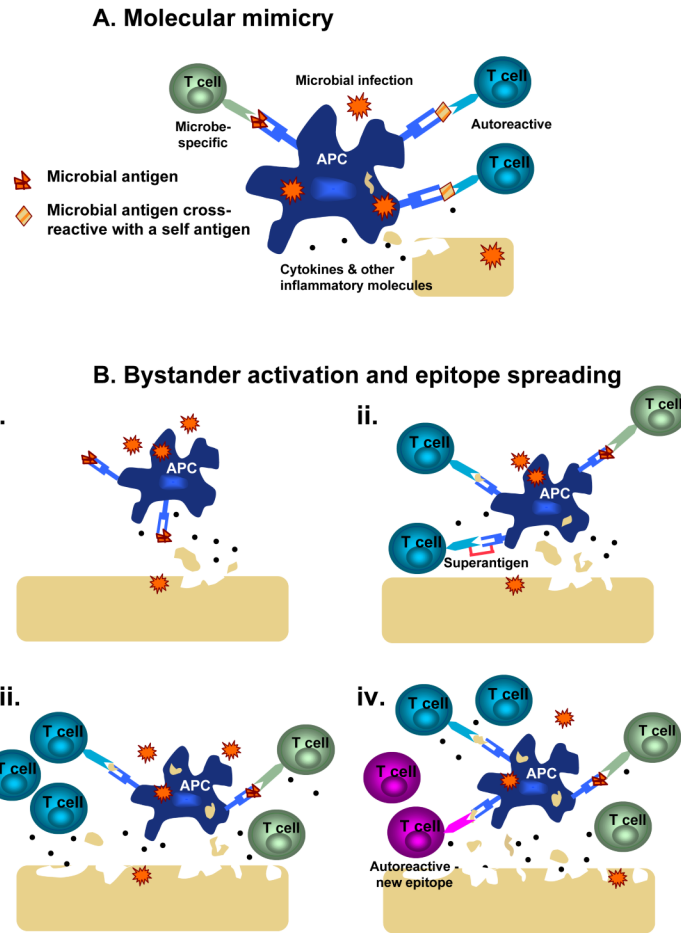 A. Molecular mimicry
T cell
Microbial infection
T cell
Microbe-
specific
Autoreactive
APC
T cell
Microbial antigen
Microbial antigen cross-
reactive with a self antigen
Cytokines & other
inflammatory molecules
B. Bystander activation and epitope spreading
.
APC
ii.
T cell
T cell
APC
T cell
Superantigen
ii.
T cell
T cell
T cell
T cell
APC
T cell
iv.
T cell
T cell
T cell
APC
T cell
T cell
T cell
Autoreactive -
new epitope